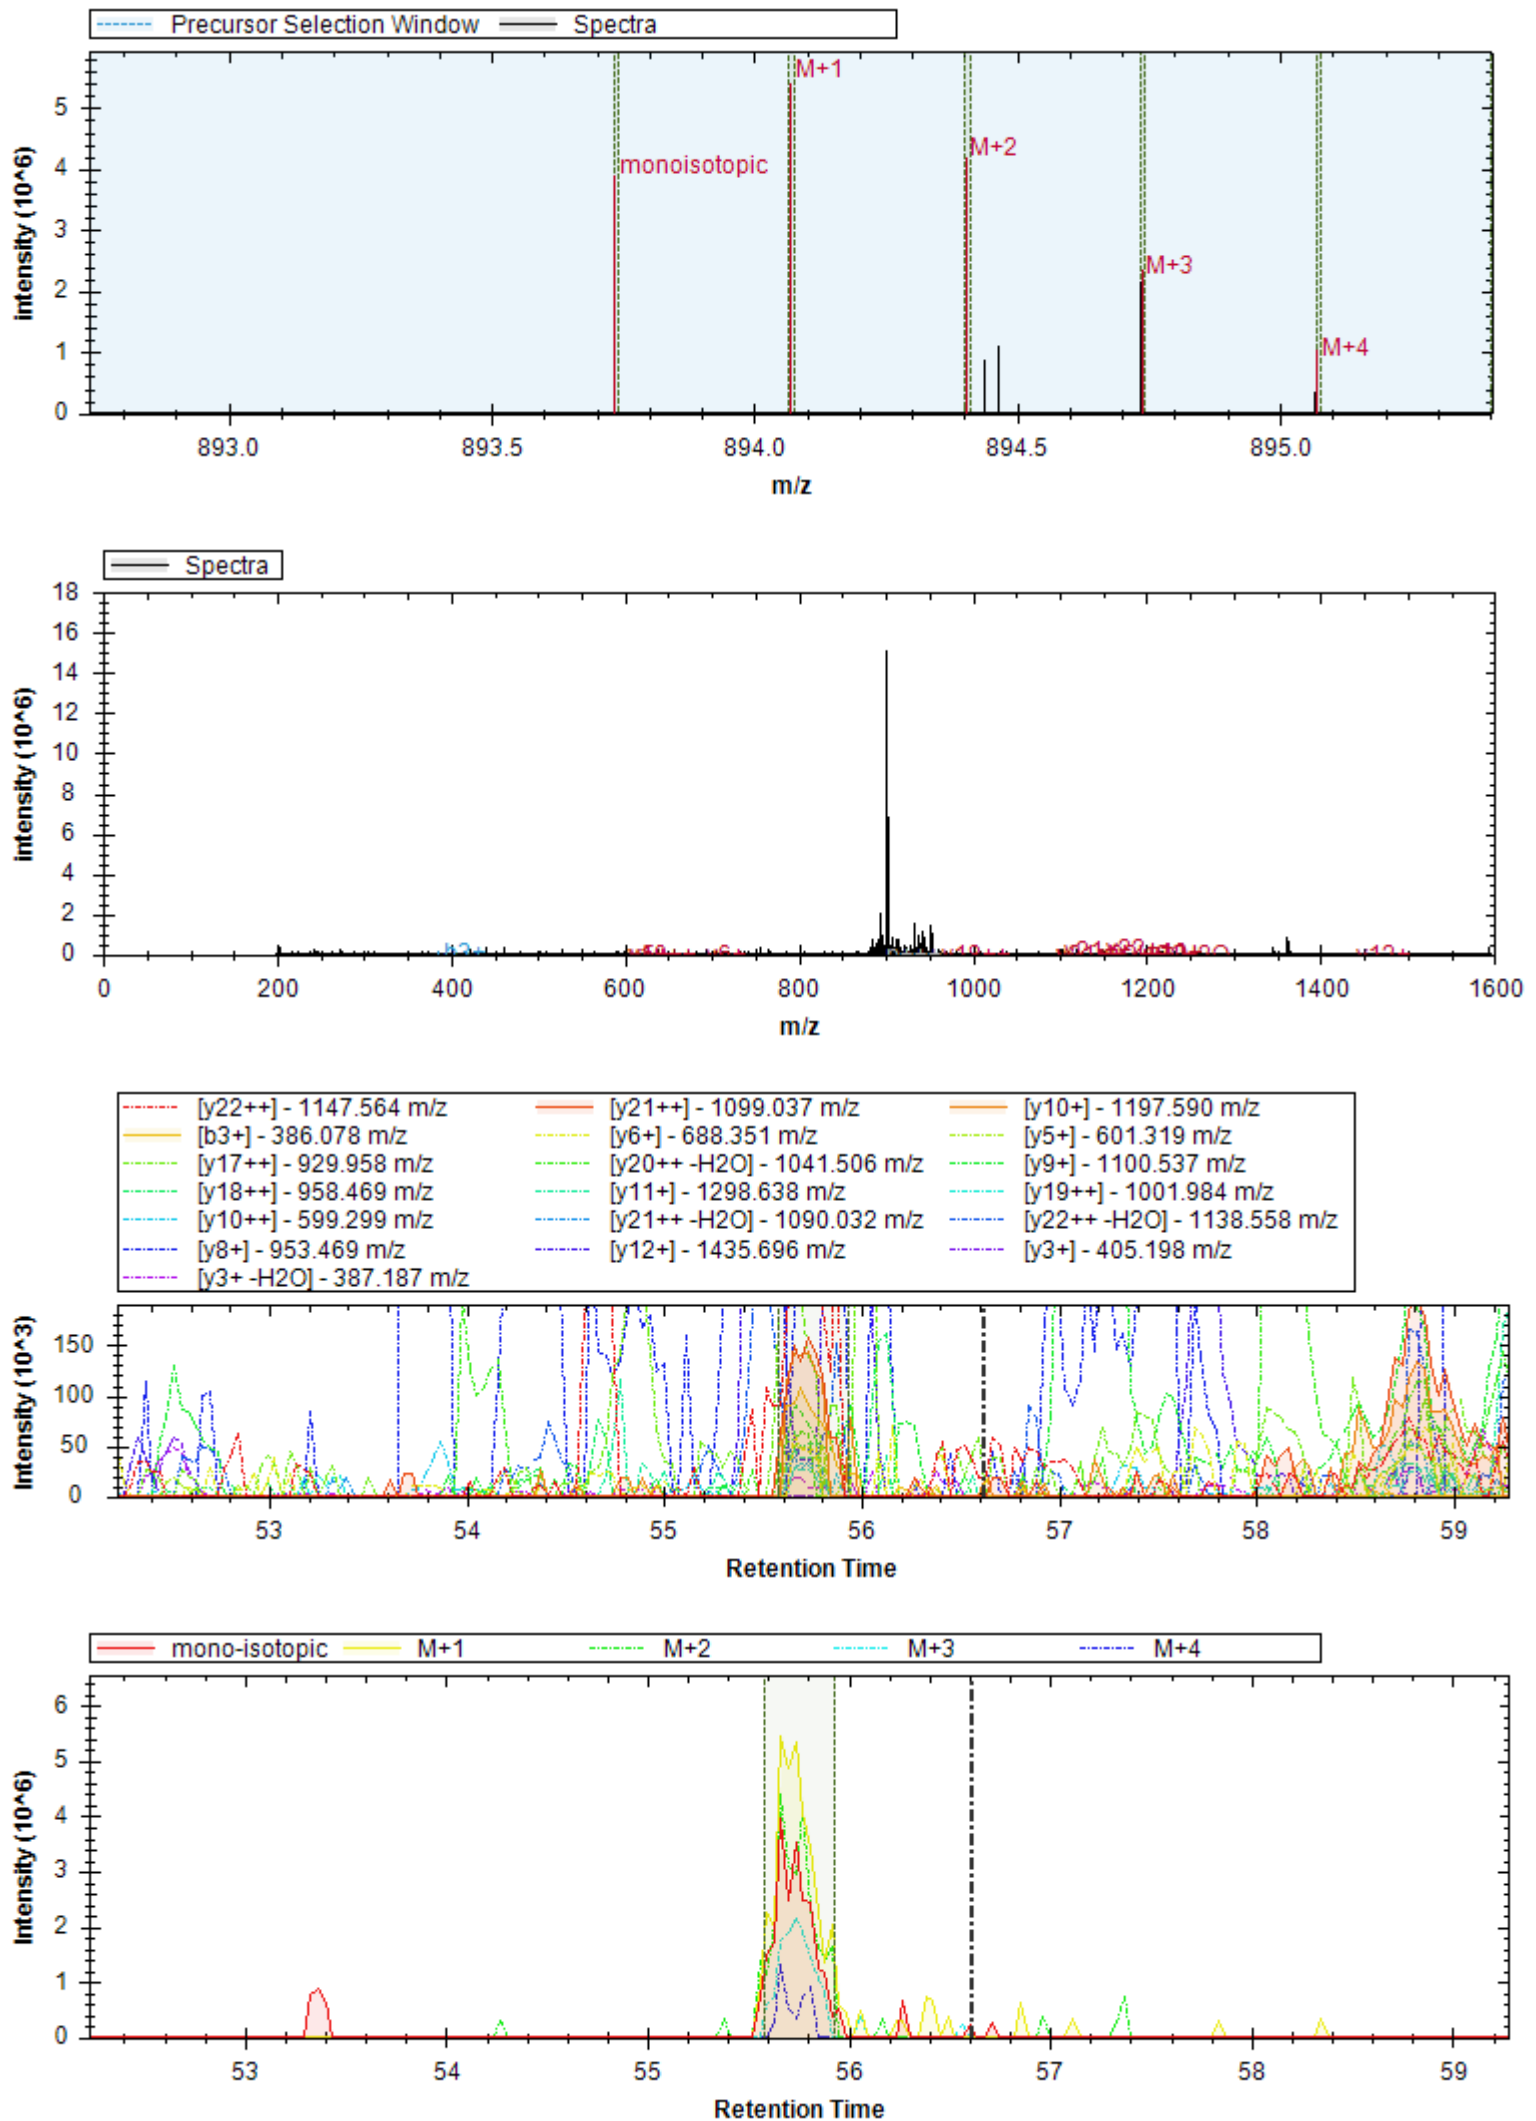 Precursor Selection Window Spectra
M+1
monoisotopic
M+2
M+3
M+4
intensity (10^6)
5
4
3
2
1
0
893.0 893.5 894.0 894.5 895.0
m/z
Spectra
intensity (10^6)
18
16
14
12
10
8
6
4
2
0
0 200 400 600 800 1000 1200 1400 1600
m/z
[y22++] - 1147.564 m/z [y21++] - 1099.037 m/z [y10+] - 1197.590 m/z
[b3+] - 386.078 m/z [y6+] - 688.351 m/z [y5+] - 601.319 m/z
[y17++] - 929.958 m/z [y20++ -H2O] - 1041.506 m/z [y9+] - 1100.537 m/z
[y18++] - 958.469 m/z [y11+] - 1298.638 m/z [y19++] - 1001.984 m/z
[y10++] - 599.299 m/z [y21++ -H2O] - 1090.032 m/z [y22++ -H2O] - 1138.558 m/z
[y8+] - 953.469 m/z [y12+] - 1435.696 m/z [y3+] - 405.198 m/z
[y3+ -H2O] - 387.187 m/z
Intensity (10^3)
150
100
50
0
53 54 55 56 57 58 59
Retention Time
mono-isotopic M+1 M+2 M+3 M+4
Intensity (10^6)
6
5
4
3
2
1
0
53 54 55 56 57 58 59
Retention Time